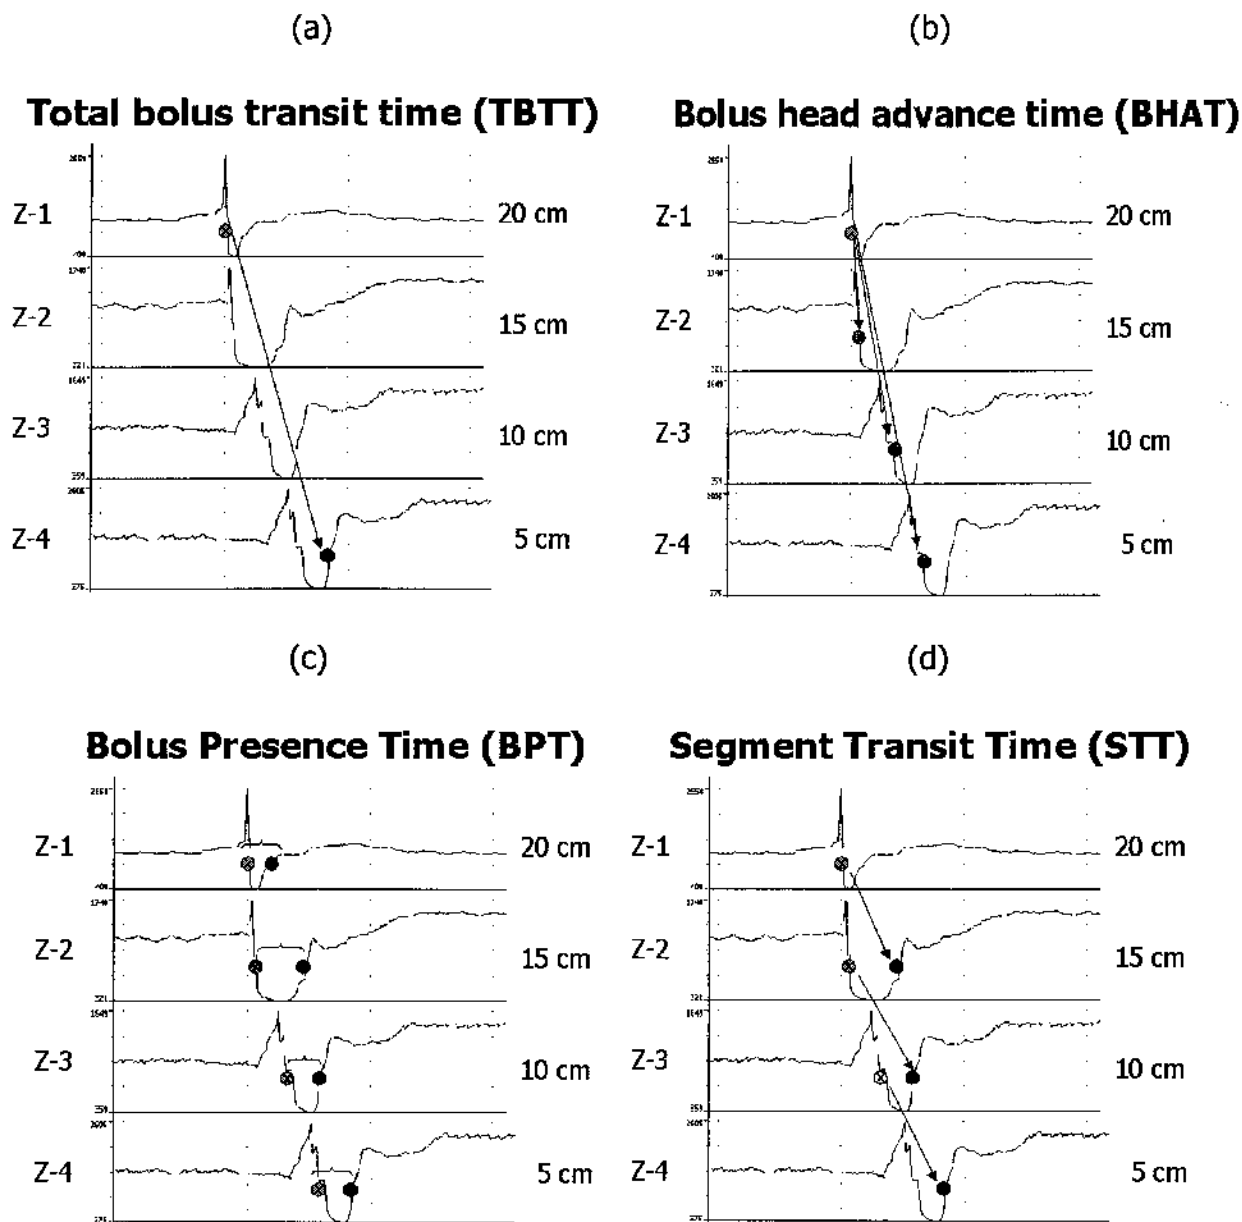 (a)
Total bolus transit time (TBTT)
Z-1
20 cm
Z-2
15 cm
Z-3
10 cm
Z-4
5 cm
(b)
Bolus head advance time (BHAT)
Z-1
20 cm
Z-2
15 cm
Z-3
10 cm
Z-4
5 cm
(c)
Bolus Presence Time (BPT)
Z-1
20 cm
Z-2
15 cm
Z-3
10 cm
Z-4
5 cm
(d)
Segment Transit Time (STT)
Z-1
20 cm
Z-2
15 cm
Z-3
10 cm
Z-4
5 cm